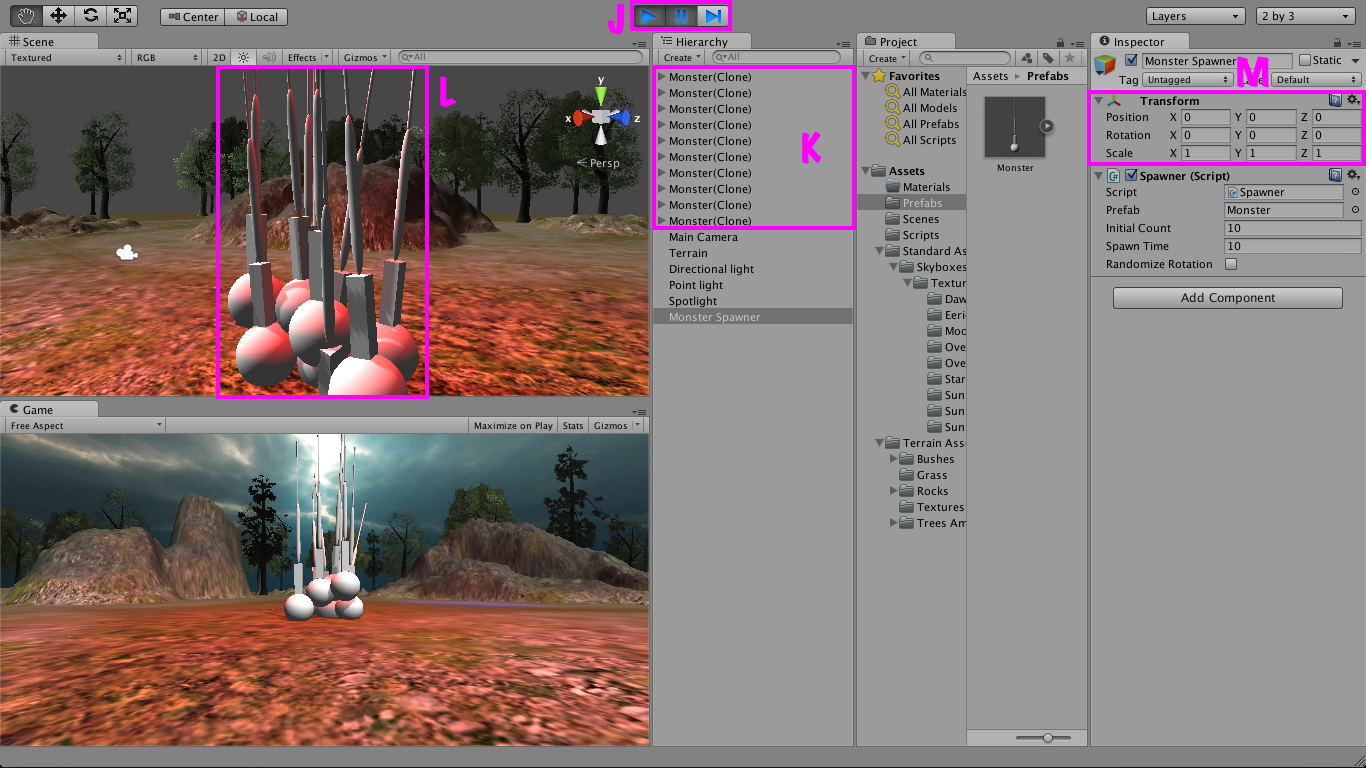 Center Local J Layers 2 by 3
Scene Hierarchy Project Inspector
Textured RGB 2D Effects Gizmos All
Create All
Create
Monster Spawner Static
Tag Untagged Default
M
L
K
y
x
z
Persp
Monster(Clone)
Monster(Clone)
Monster(Clone)
Monster(Clone)
Monster(Clone)
Monster(Clone)
Monster(Clone)
Monster(Clone)
Monster(Clone)
Monster(Clone)
Main Camera
Terrain
Directional light
Point light
Spotlight
Monster Spawner
Favorites
All Materials
All Models
All Prefabs
All Scripts
Assets
Materials
Prefabs
Scenes
Scripts
Standard As
Skyboxes
Textur
Daw
Eeri
Moo
Ove
Ove
Star
Sun
Sun
Sun
Terrain Asse
Bushes
Grass
Rocks
Textures
Trees Am
Assets Prefabs
Monster
Transform
Position X 0 Y 0 Z 0
Rotation X 0 Y 0 Z 0
Scale X 1 Y 1 Z 1
Spawner (Script)
Script Spawner
Prefab Monster
Initial Count 10
Spawn Time 10
Randomize Rotation
Add Component
Game
Free Aspect Maximize on Play Stats Gizmos